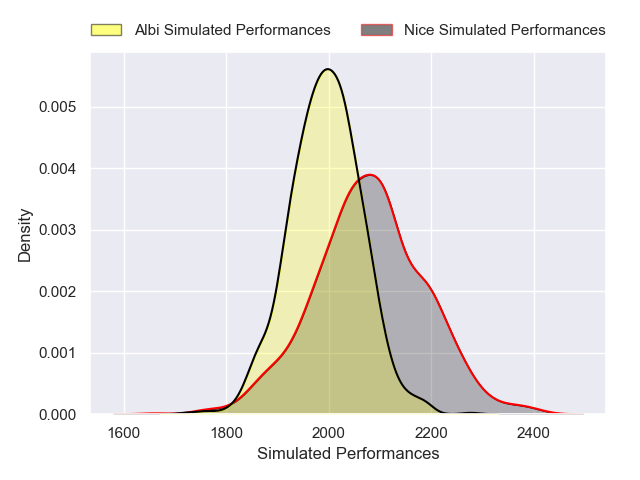 Albi Simulated Performances
Nice Simulated Performances
0.005
0.004
0.003
0.002
0.001
0.000
Density
1600 1800 2000 2200 2400
Simulated Performances